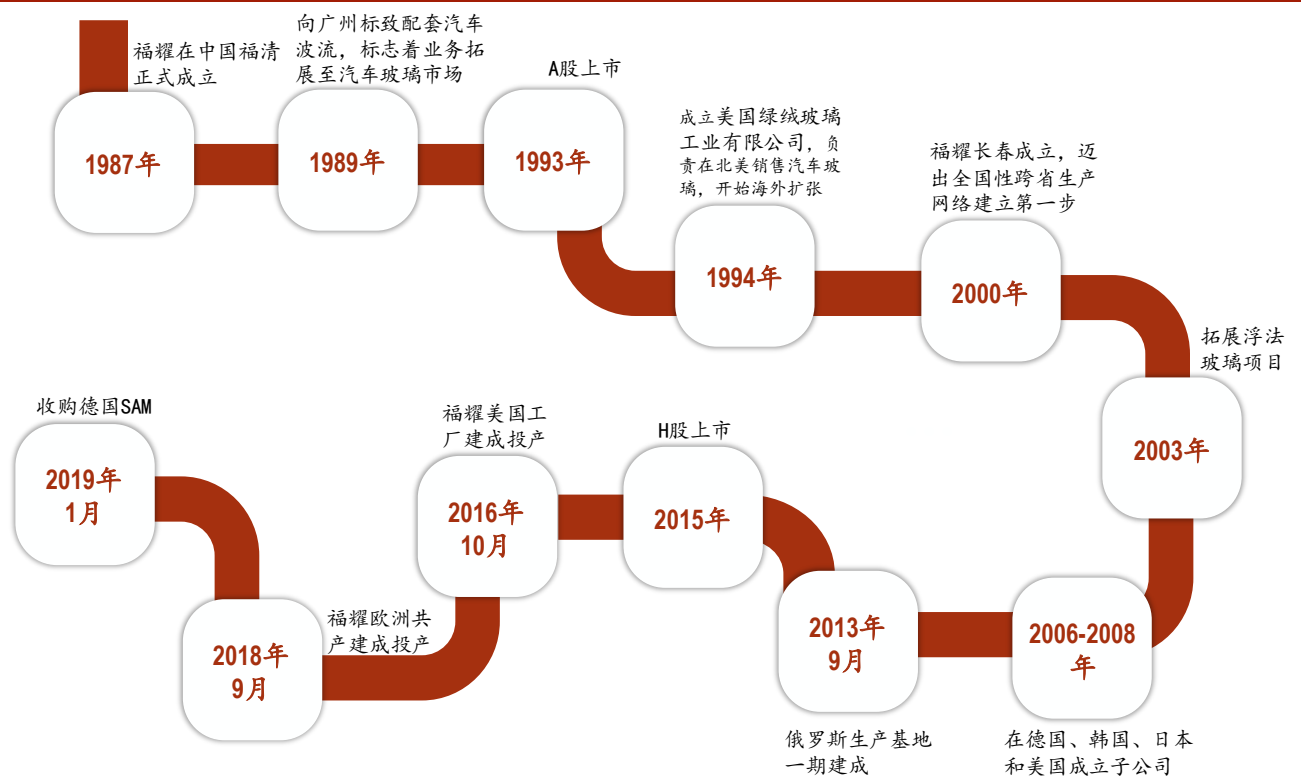 福耀在中国福清
正式成立
1987年
向广州标致配套汽车
波流，标志着业务拓
展至汽车玻璃市场
1989年
A股上市
1993年
成立美国绿绒玻璃
工业有限公司，负
责在北美销售汽车玻
璃，开始海外扩张
1994年
福耀长春成立，迈
出全国性跨省生产
网络建立第一步
2000年
拓展浮法
玻璃项目
2003年
2006-2008
年
在德国、韩国、日本
和美国成立子公司
2013年
9月
俄罗斯生产基地
一期建成
H股上市
2015年
福耀美国工
厂建成投产
2016年
10月
福耀欧洲共
产建成投产
2018年
9月
收购德国SAM
2019年
1月